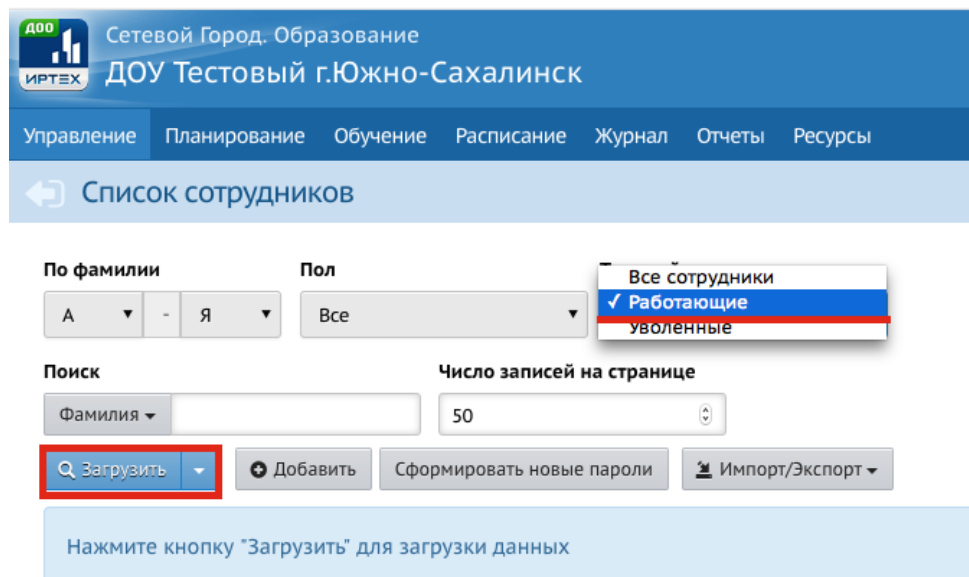 ДОО
ИРТЕХ
Сетевой Город. Образование
ДОУ Тестовый г.Южно-Сахалинск
Управление Планирование Обучение Расписание Журнал Отчеты Ресурсы
Список сотрудников
По фамилии Пол
Все сотрудники
А - Я Все ✓ Работающие
Уволенные
Поиск Число записей на странице
Фамилия 50
Загрузить Добавить Сформировать новые пароли Импорт/Экспорт
Нажмите кнопку "Загрузить" для загрузки данных